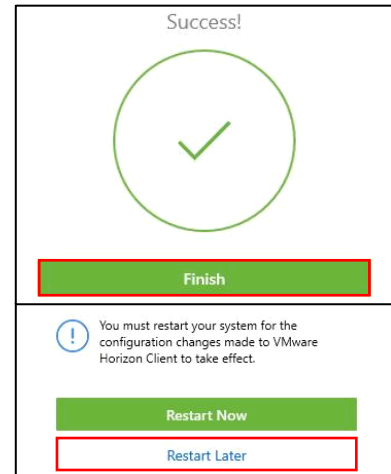 Success!
Finish
You must restart your system for the
configuration changes made to VMware
Horizon Client to take effect.
Restart Now
Restart Later